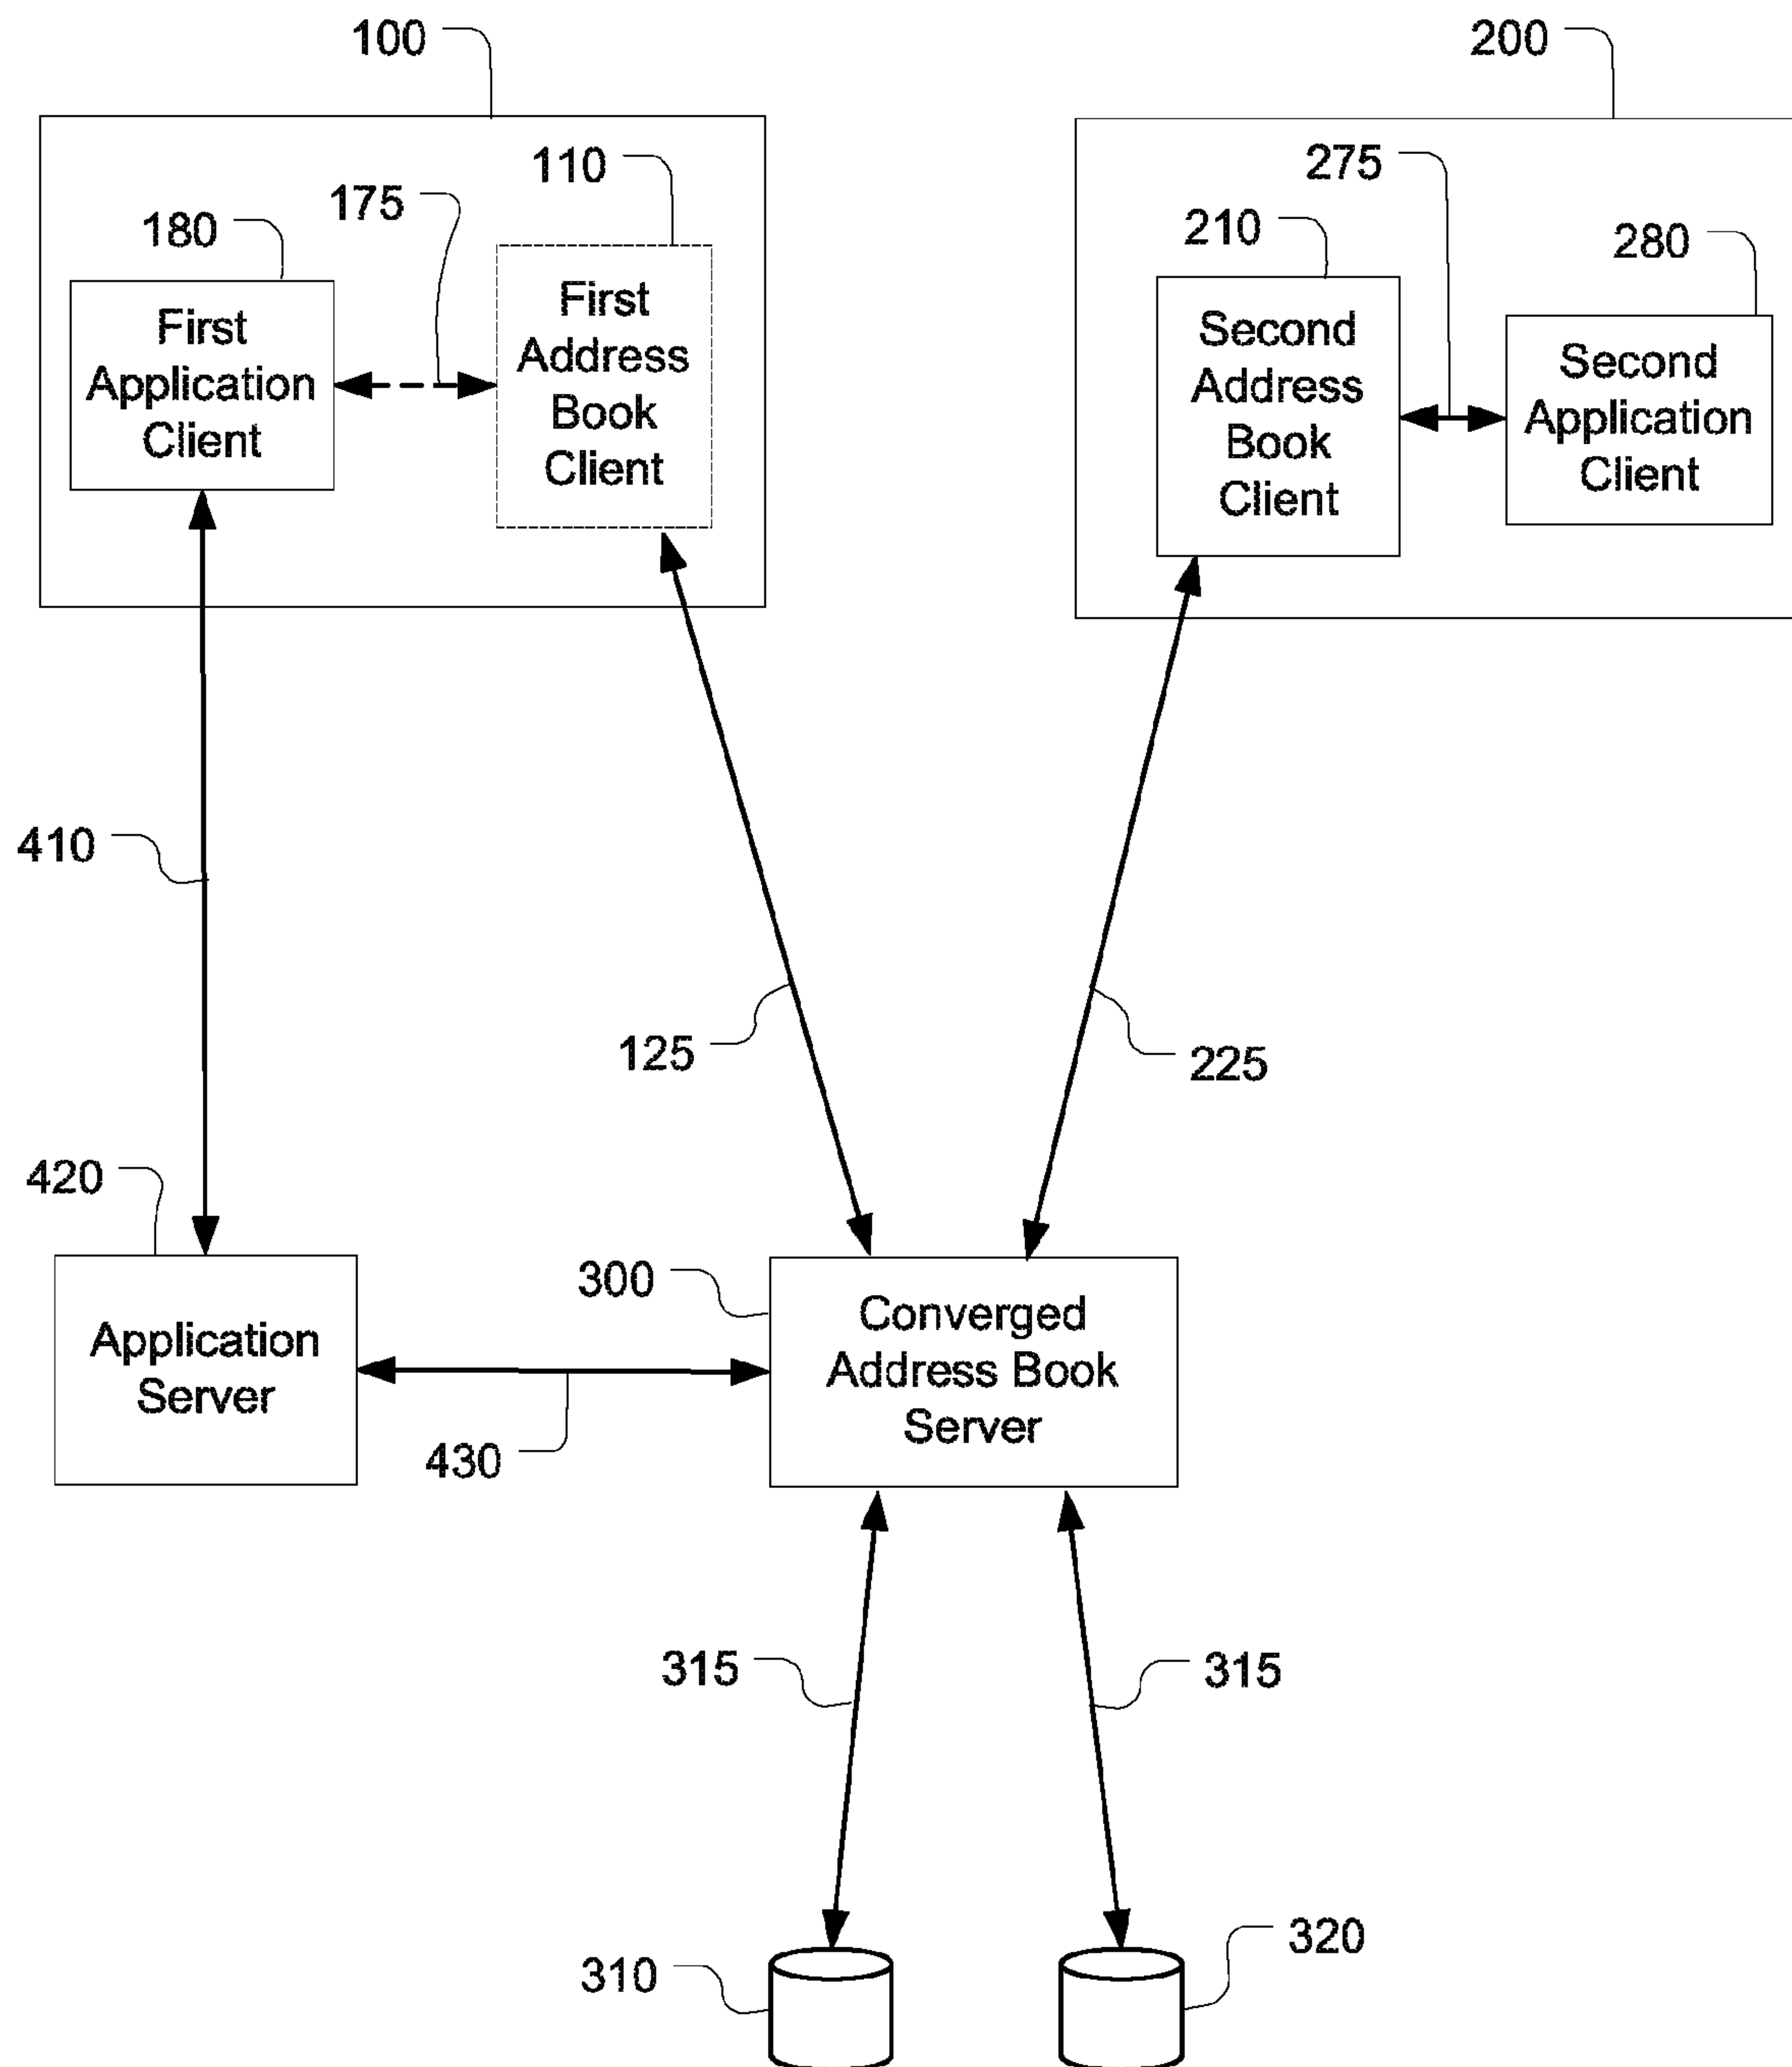 100
200
110
275
175
180
210
280
First
Application
Client
First
Address
Book
Client
Second
Address
Book
Client
Second
Application
Client
410
125
225
420
300
Application
Server
Converged
Address Book
Server
430
315
315
310
320